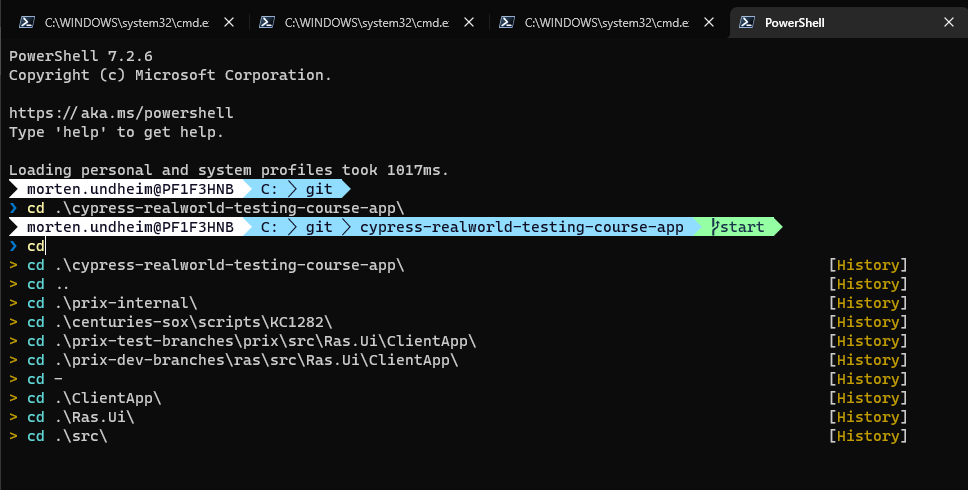 C:\WINDOWS\system32\cmd.e: C:\WINDOWS\system32\cmd.e: C:\WINDOWS\system32\cmd.e: PowerShell
PowerShell 7.2.6
Copyright (c) Microsoft Corporation.
https://aka.ms/powershell
Type 'help' to get help.
Loading personal and system profiles took 1017ms.
morten.undheim@PF1F3HNB C: git
❯ cd .\cypress-realworld-testing-course-app\
morten.undheim@PF1F3HNB C: git cypress-realworld-testing-course-app start
❯ cd
> cd .\cypress-realworld-testing-course-app\ [History]
> cd .. [History]
> cd .\prix-internal\ [History]
> cd .\centuries-sox\scripts\KC1282\ [History]
> cd .\prix-test-branches\prix\src\Ras.Ui\ClientApp\ [History]
> cd .\prix-dev-branches\ras\src\Ras.Ui\ClientApp\ [History]
> cd - [History]
> cd .\ClientApp\ [History]
> cd .\Ras.Ui\ [History]
> cd .\src\ [History]